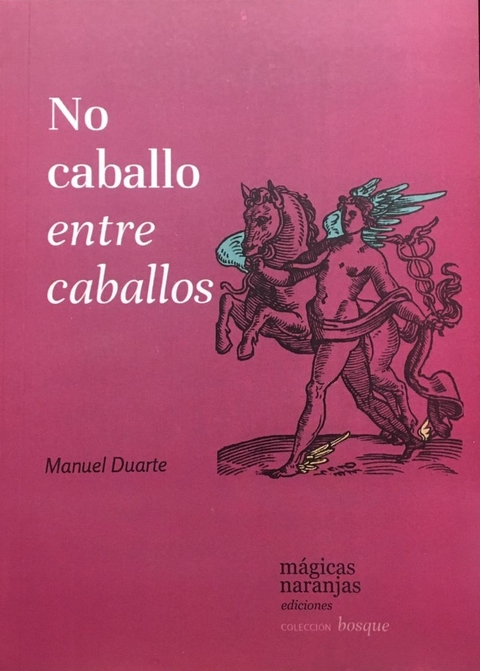 No
caballo
entre
caballos
Manuel Duarte
mágicas
naranjas
ediciones
COLECCIÓN bosque